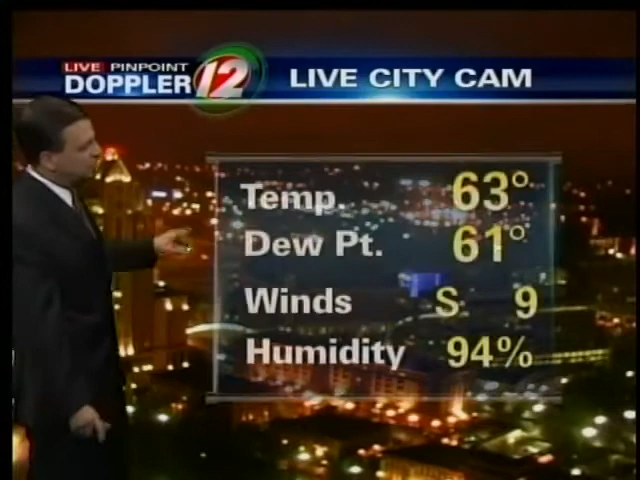 LIVE PINPOINT
DOPPLER 12
LIVE CITY CAM
Temp. 63°
Dew Pt. 61°
Winds S 9
Humidity 94%